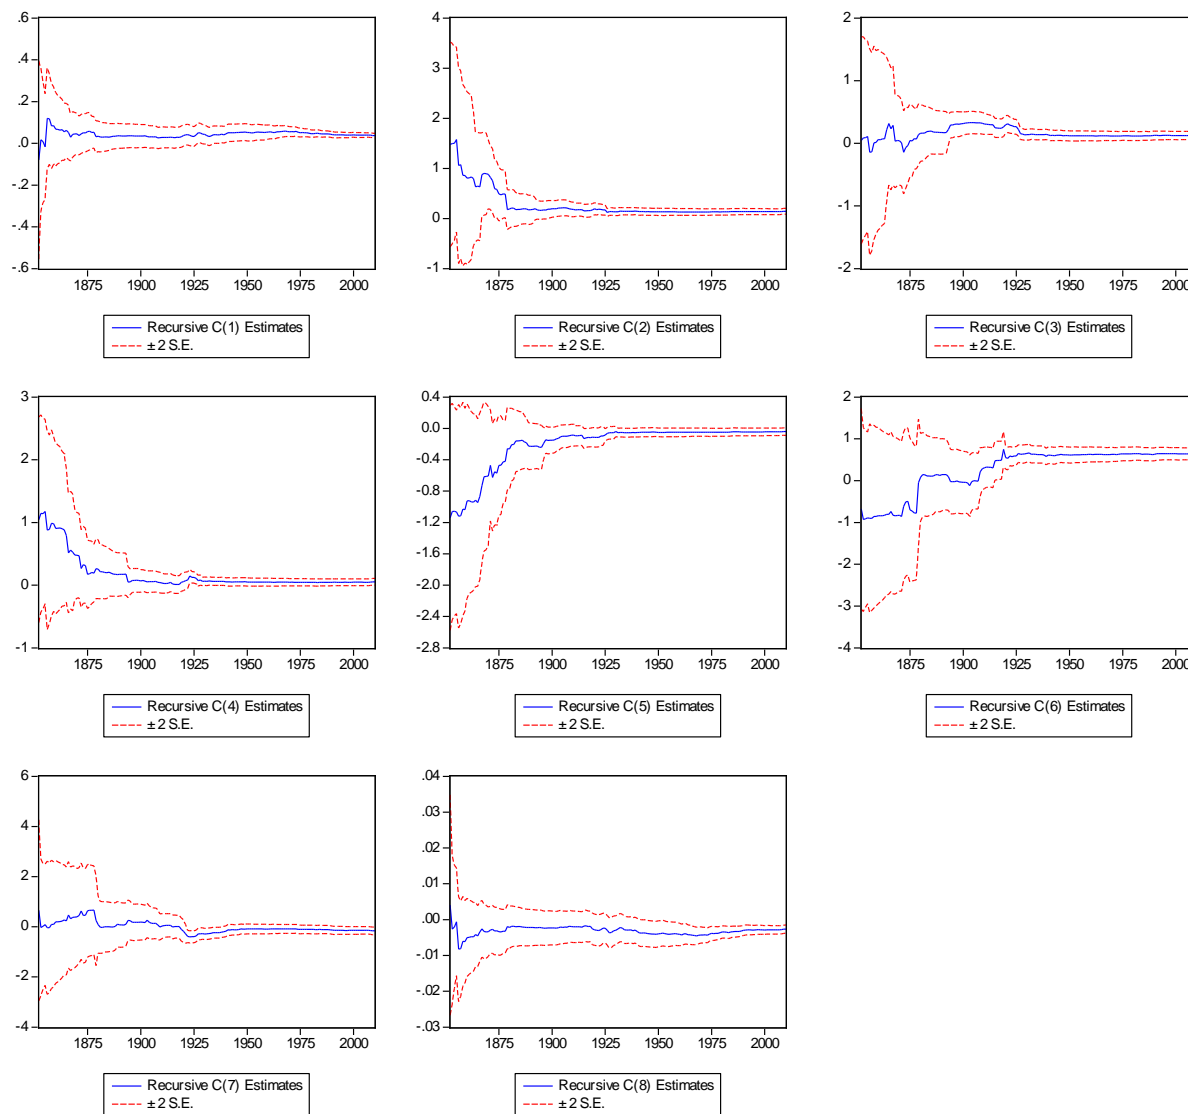 .6
.4
.2
.0
-.2
-.4
-.6
1875 1900 1925 1950 1975 2000
Recursive C(1) Estimates
± 2 S.E.
4
3
2
1
0
-1
1875 1900 1925 1950 1975 2000
Recursive C(2) Estimates
± 2 S.E.
2
1
0
-1
-2
1875 1900 1925 1950 1975 2000
Recursive C(3) Estimates
± 2 S.E.
3
2
1
0
-1
1875 1900 1925 1950 1975 2000
Recursive C(4) Estimates
± 2 S.E.
0.4
0.0
-0.4
-0.8
-1.2
-1.6
-2.0
-2.4
-2.8
1875 1900 1925 1950 1975 2000
Recursive C(5) Estimates
± 2 S.E.
2
1
0
-1
-2
-3
-4
1875 1900 1925 1950 1975 2000
Recursive C(6) Estimates
± 2 S.E.
6
4
2
0
-2
-4
1875 1900 1925 1950 1975 2000
Recursive C(7) Estimates
± 2 S.E.
.04
.03
.02
.01
.00
-.01
-.02
-.03
1875 1900 1925 1950 1975 2000
Recursive C(8) Estimates
± 2 S.E.